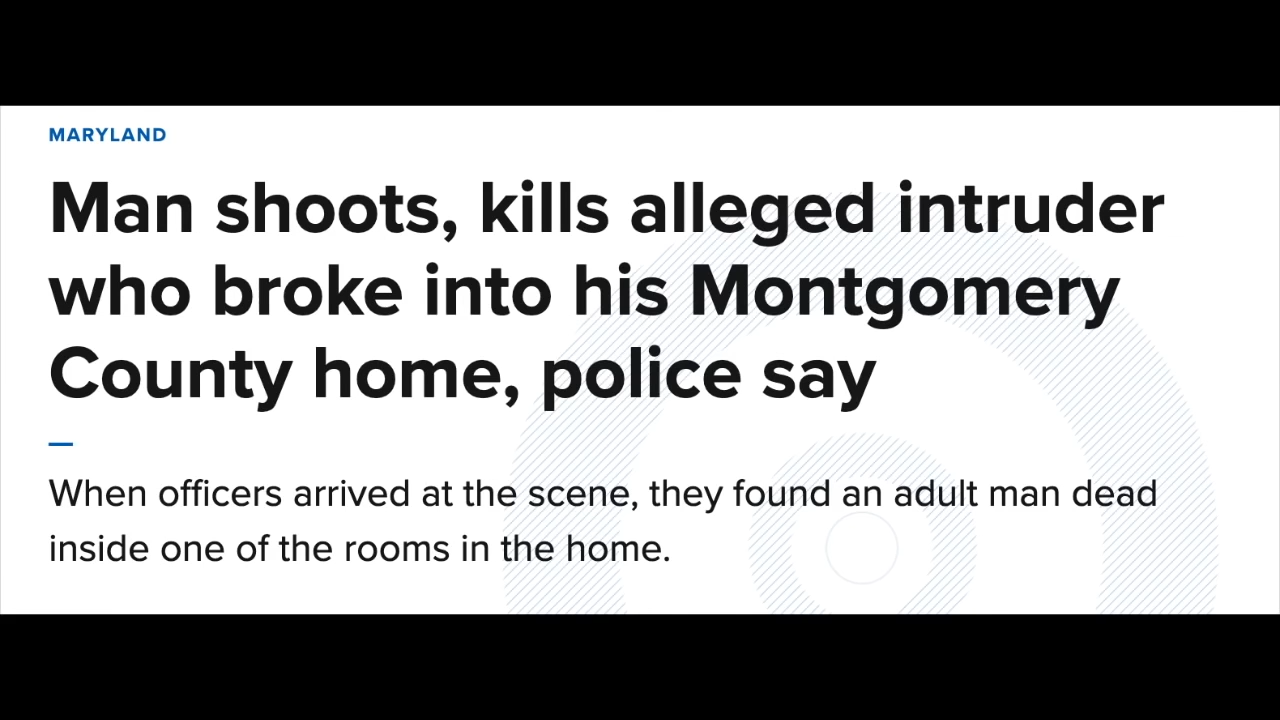 MARYLAND
Man shoots, kills alleged intruder
who broke into his Montgomery
County home, police say
When officers arrived at the scene, they found an adult man dead
inside one of the rooms in the home.